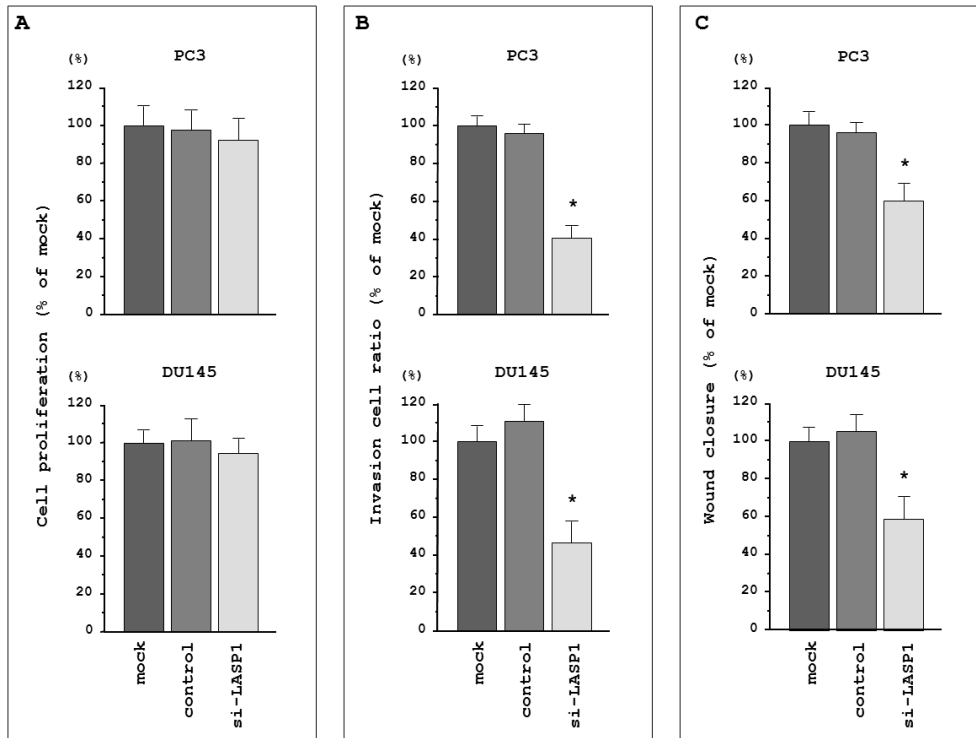 A
Cell proliferation (% of mock)
PC3
(%)
120
100
80
60
40
20
0
DU145
(%)
120
100
80
60
40
20
0
mock
control
si-LASP1
B
Invasion cell ratio (% of mock)
PC3
(%)
120
100
80
60
40
20
0
*
DU145
(%)
120
100
80
60
40
20
0
*
mock
control
si-LASP1
C
Wound closure (% of mock)
PC3
(%)
120
100
80
60
40
20
0
*
DU145
(%)
120
100
80
60
40
20
0
*
mock
control
si-LASP1